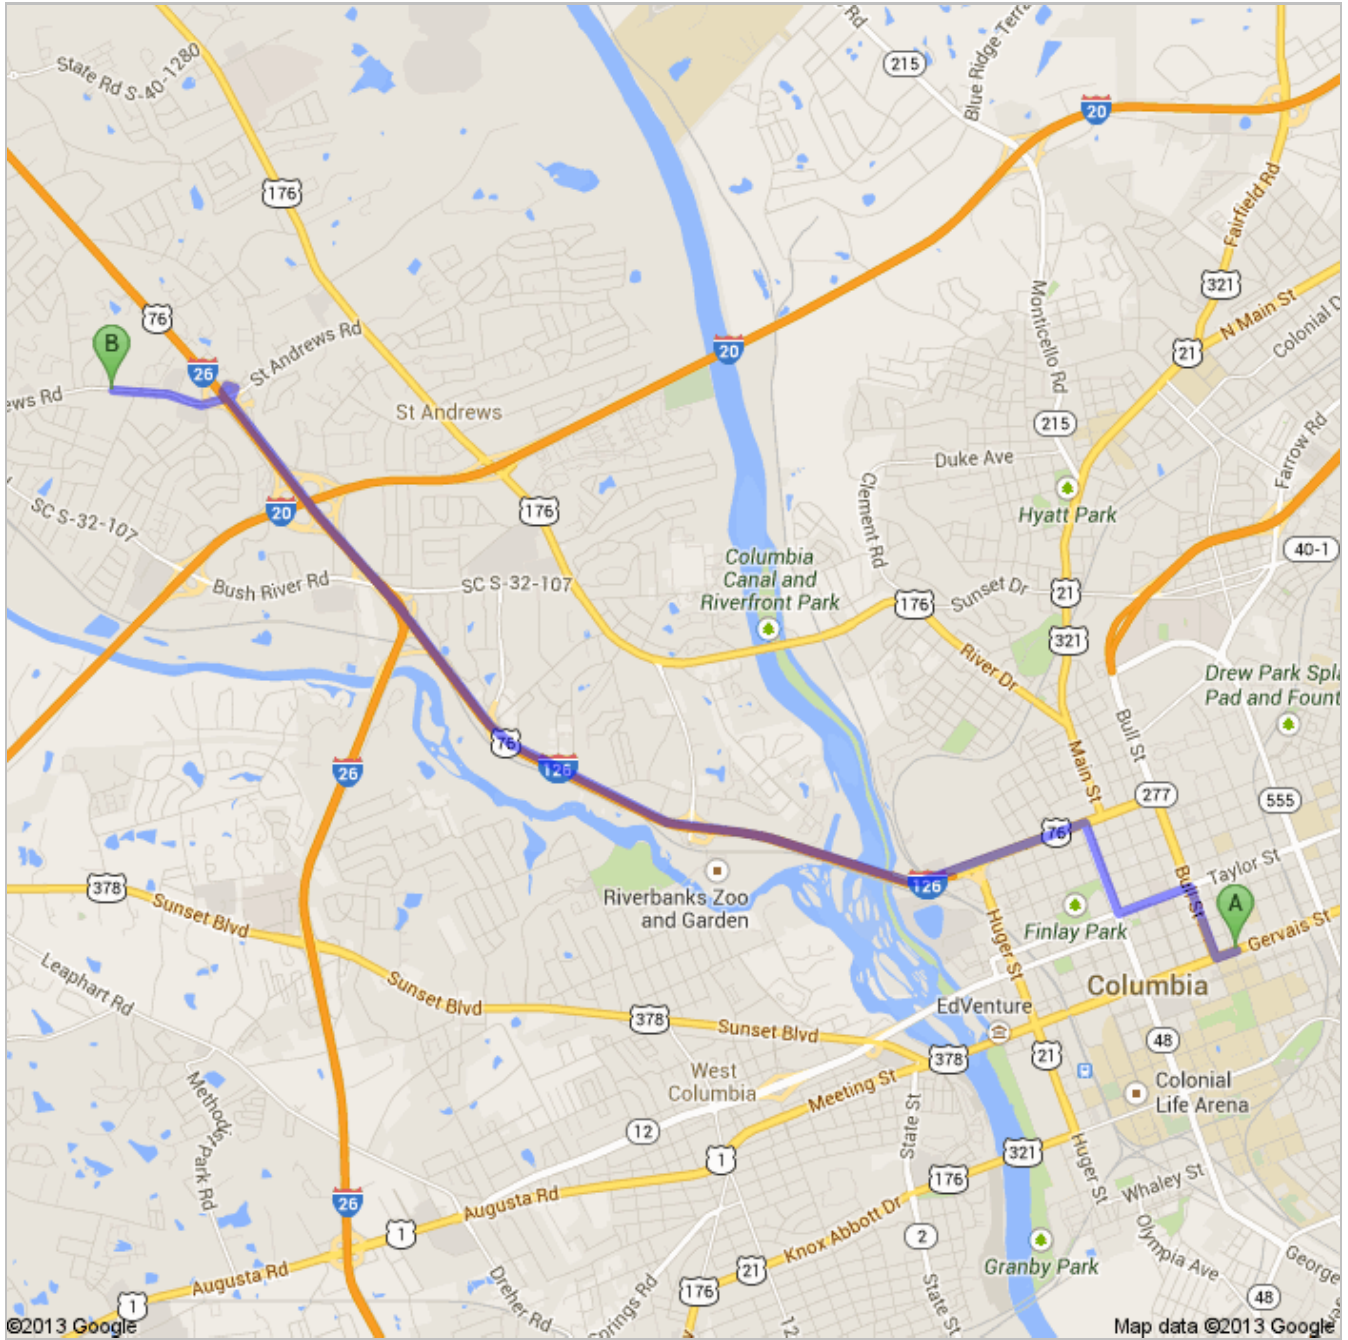 Rd
215
Blue Ridge Terra
State Rd S-40-1280
20
176
Fairfield Rd
321
N Main St
Colonial D
76
Monticello Rd
B
St Andrews Rd
20
21
26
ews Rd
St Andrews
215
Farrow Rd
Duke Ave
Clement Rd
Hyatt Park
SC S-32-107
20
176
40-1
Columbia
Canal and
Riverfront Park
Bush River Rd
SC S-32-107
176
Sunset Dr
21
321
River Dr
Drew Park Spla
Pad and Fount
Bull St
76
126
26
Main St
277
555
76
Taylor St
Bull St
A
378
Sunset Blvd
Riverbanks Zoo
and Garden
126
Finlay Park
Huger St
Gervais St
Leaphart Rd
Sunset Blvd
Columbia
EdVenture
378
Sunset Blvd
378
21
48
West
Columbia
Meeting St
Colonial
Life Arena
Methodist Park Rd
12
State St
1
321
Huger St
176
Whaley St
26
Augusta Rd
1
Knox Abbott Dr
2
Olympia Ave
Granby Park
George
Augusta Rd
21
176
Dreher Rd
Springs Rd
State St
48
1
12
©2013 Google
Map data ©2013 Google